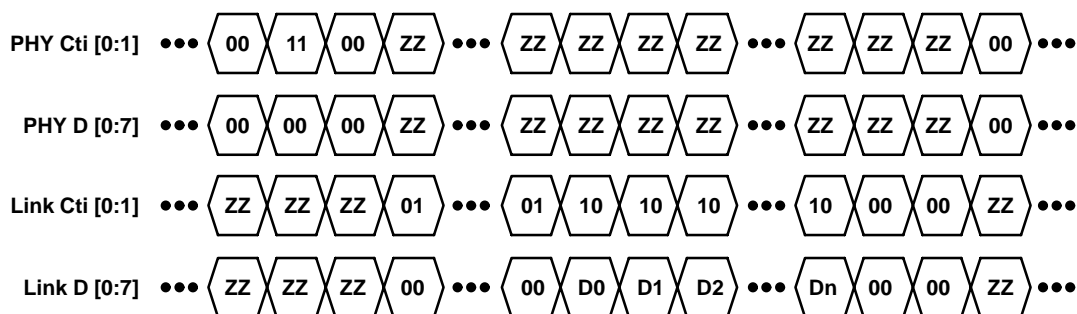 PHY Cti [0:1] ••• 00 11 00 ZZ ••• ZZ ZZ ZZ ZZ ••• ZZ ZZ ZZ 00 •••
PHY D [0:7] ••• 00 00 00 ZZ ••• ZZ ZZ ZZ ZZ ••• ZZ ZZ ZZ 00 •••
Link Cti [0:1] ••• ZZ ZZ ZZ 01 ••• 01 10 10 10 ••• 10 00 00 ZZ •••
Link D [0:7] ••• ZZ ZZ ZZ 00 ••• 00 D0 D1 D2 ••• Dn 00 00 ZZ •••